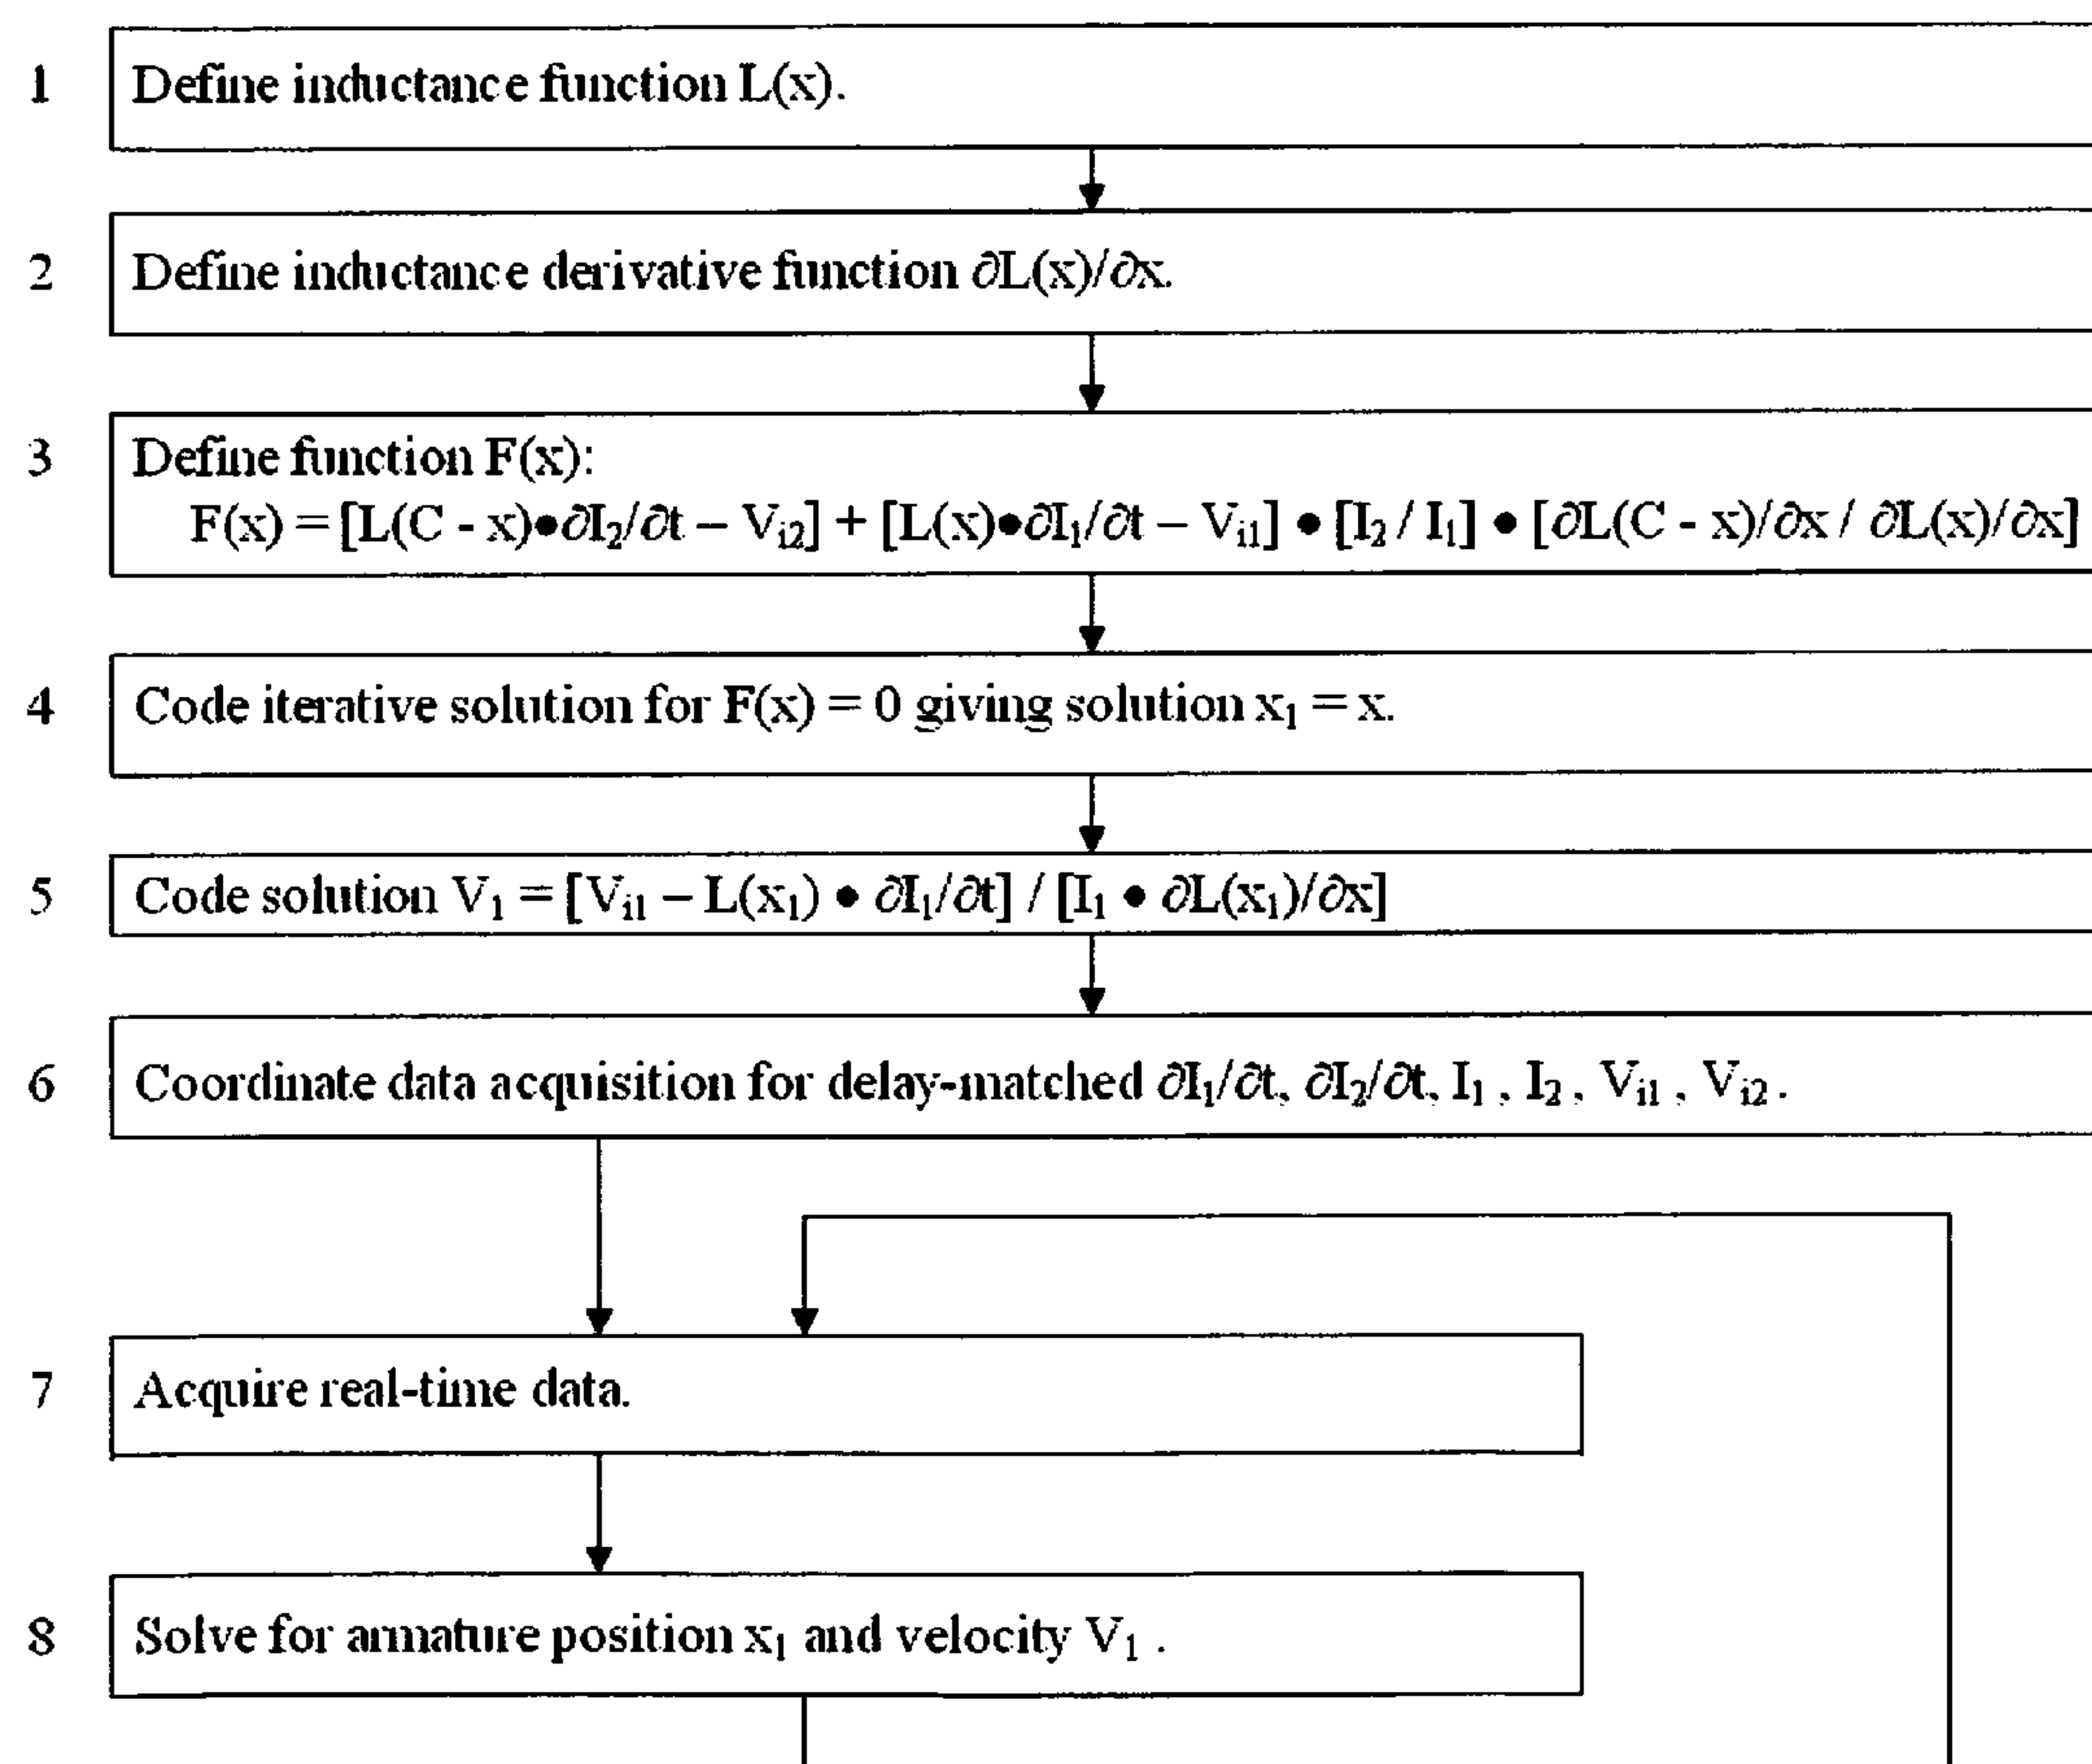 1 Define inductance function L(x).
2 Define inductance derivative function ∂L(x)/∂x.
3 Define function F(x):
F(x) = [L(C - x)•∂I₂/∂t – Vᵢ₂] + [L(x)•∂I₁/∂t – Vᵢ₁] • [I₂ / I₁] • [∂L(C - x)/∂x / ∂L(x)/∂x]
4 Code iterative solution for F(x) = 0 giving solution x₁ = x.
5 Code solution V₁ = [Vᵢ₁ – L(x₁) • ∂I₁/∂t] / [I₁ • ∂L(x₁)/∂x]
6 Coordinate data acquisition for delay-matched ∂I₁/∂t, ∂I₂/∂t, I₁ , I₂ , Vᵢ₁ , Vᵢ₂ .
7 Acquire real-time data.
8 Solve for armature position x₁ and velocity V₁ .